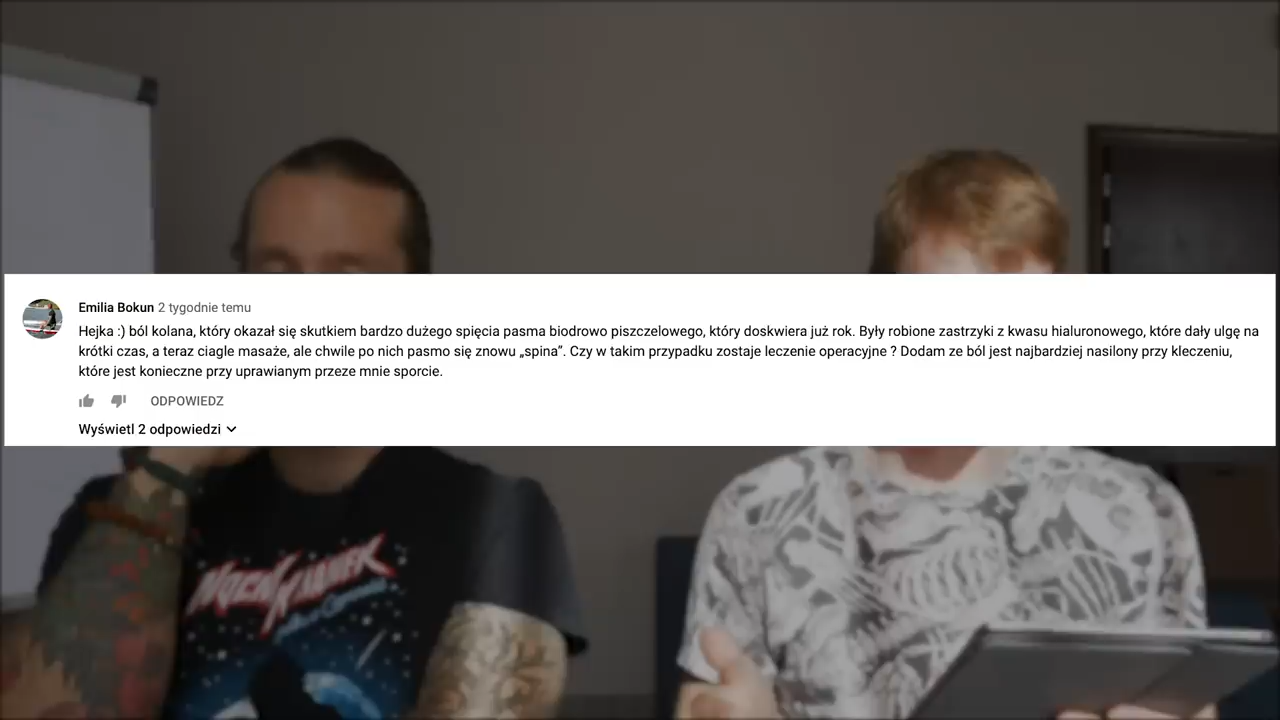 Emilia Bokun 2 tygodnie temu
Hejka :) ból kolana, który okazał się skutkiem bardzo dużego spięcia pasma biodrowo piszczelowego, który doskwiera już rok. Były robione zastrzyki z kwasu hialuronowego, które dały ulgę na
krótki czas, a teraz ciagle masaże, ale chwile po nich pasmo się znowu „spina”. Czy w takim przypadku zostaje leczenie operacyjne ? Dodam ze ból jest najbardziej nasilony przy kleczeniu,
które jest konieczne przy uprawianym przeze mnie sporcie.
ODPOWIEDZ
Wyświetl 2 odpowiedzi